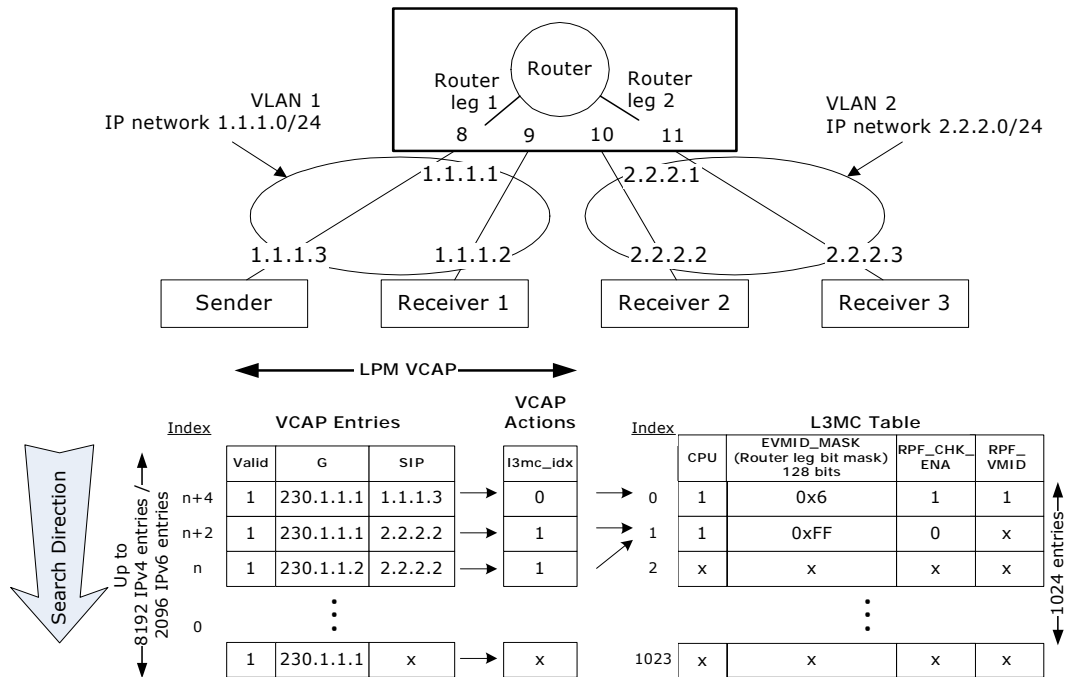 Router
Router
leg 1
Router
leg 2
8 9 10 11
VLAN 1
IP network 1.1.1.0/24
VLAN 2
IP network 2.2.2.0/24
1.1.1.1
2.2.2.1
1.1.1.3
1.1.1.2
2.2.2.2
2.2.2.3
Sender
Receiver 1
Receiver 2
Receiver 3
LPM VCAP
Search Direction
Up to
8192 IPv4 entries /
2096 IPv6 entries
Index
VCAP Entries
VCAP
Actions
Valid G SIP l3mc_idx
n+4 1 230.1.1.1 1.1.1.3 0
n+2 1 230.1.1.1 2.2.2.2 1
n 1 230.1.1.2 2.2.2.2 1
0
1 230.1.1.1 x x
Index
L3MC Table
CPU
EVMID_MASK
(Router leg bit mask)
128 bits
RPF_CHK_
ENA
RPF_
VMID
0 1 0x6 1 1
1 1 0xFF 0 x
2 x x x x
1023 x x x x
1024 entries